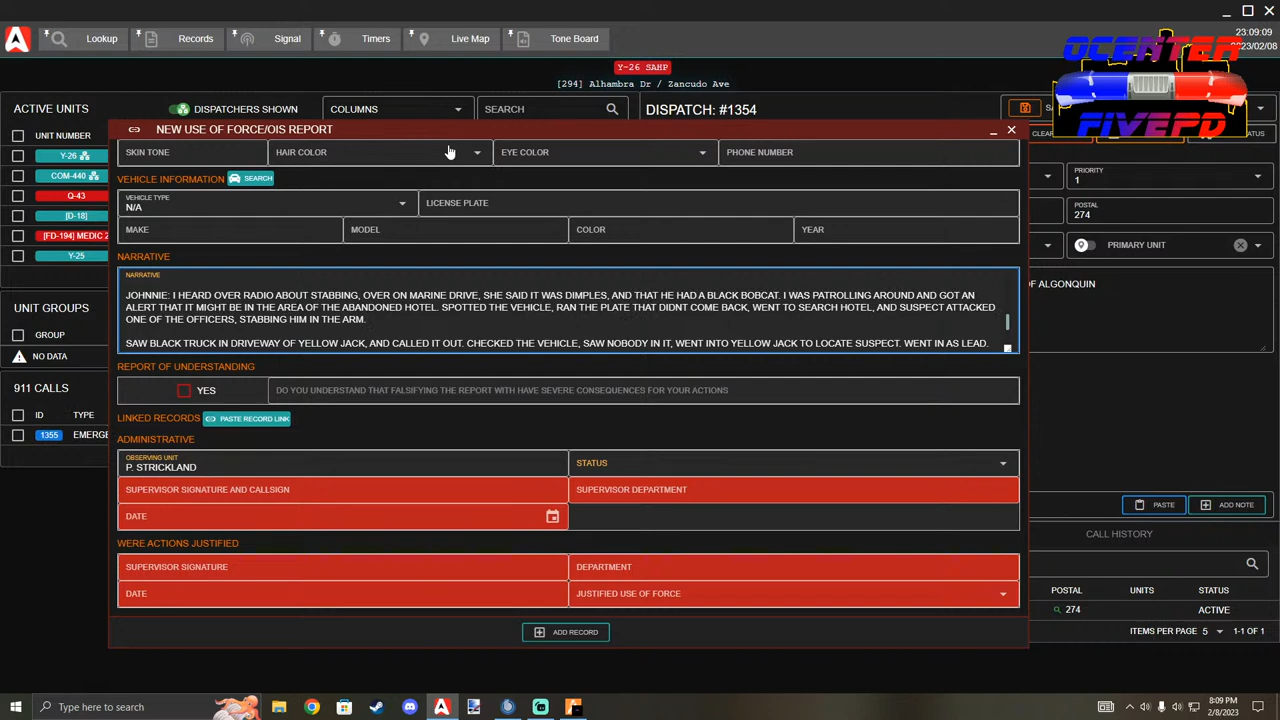 23:09:09
2023/02/08
Lookup Records Signal Timers Live Map Tone Board
OCENTER
FIVEPD
Y-26 SAHP
[294] Alhambra Dr / Zancudo Ave
ACTIVE UNITS DISPATCHERS SHOWN COLUMNS SEARCH DISPATCH: #1354
UNIT NUMBER
Y-26
COM-440
Q-43
[D-18]
[FD-194] MEDIC 2
Y-25
UNIT GROUPS
GROUP
NO DATA
911 CALLS
ID TYPE
1355 EMERGE
NEW USE OF FORCE/OIS REPORT
SKIN TONE HAIR COLOR EYE COLOR PHONE NUMBER
VEHICLE INFORMATION SEARCH
VEHICLE TYPE
N/A
LICENSE PLATE
MAKE MODEL COLOR YEAR
NARRATIVE
NARRATIVE
JOHNNIE: I HEARD OVER RADIO ABOUT STABBING, OVER ON MARINE DRIVE, SHE SAID IT WAS DIMPLES, AND THAT HE HAD A BLACK BOBCAT. I WAS PATROLLING AROUND AND GOT AN
ALERT THAT IT MIGHT BE IN THE AREA OF THE ABANDONED HOTEL. SPOTTED THE VEHICLE, RAN THE PLATE THAT DIDNT COME BACK, WENT TO SEARCH HOTEL, AND SUSPECT ATTACKED
ONE OF THE OFFICERS, STABBING HIM IN THE ARM.
SAW BLACK TRUCK IN DRIVEWAY OF YELLOW JACK, AND CALLED IT OUT. CHECKED THE VEHICLE, SAW NOBODY IN IT, WENT INTO YELLOW JACK TO LOCATE SUSPECT. WENT IN AS LEAD.
REPORT OF UNDERSTANDING
YES DO YOU UNDERSTAND THAT FALSIFYING THE REPORT WITH HAVE SEVERE CONSEQUENCES FOR YOUR ACTIONS
LINKED RECORDS PASTE RECORD LINK
ADMINISTRATIVE
OBSERVING UNIT
P. STRICKLAND
STATUS
SUPERVISOR SIGNATURE AND CALLSIGN SUPERVISOR DEPARTMENT
DATE
WERE ACTIONS JUSTIFIED
SUPERVISOR SIGNATURE DEPARTMENT
DATE JUSTIFIED USE OF FORCE
ADD RECORD
CLEAR STATUS
PRIORITY
1
POSTAL
274
PRIMARY UNIT
OF ALGONQUIN
PASTE ADD NOTE
CALL HISTORY
POSTAL UNITS STATUS
274 ACTIVE
ITEMS PER PAGE 5 1-1 OF 1
Type here to search
8:09 PM
2/8/2023